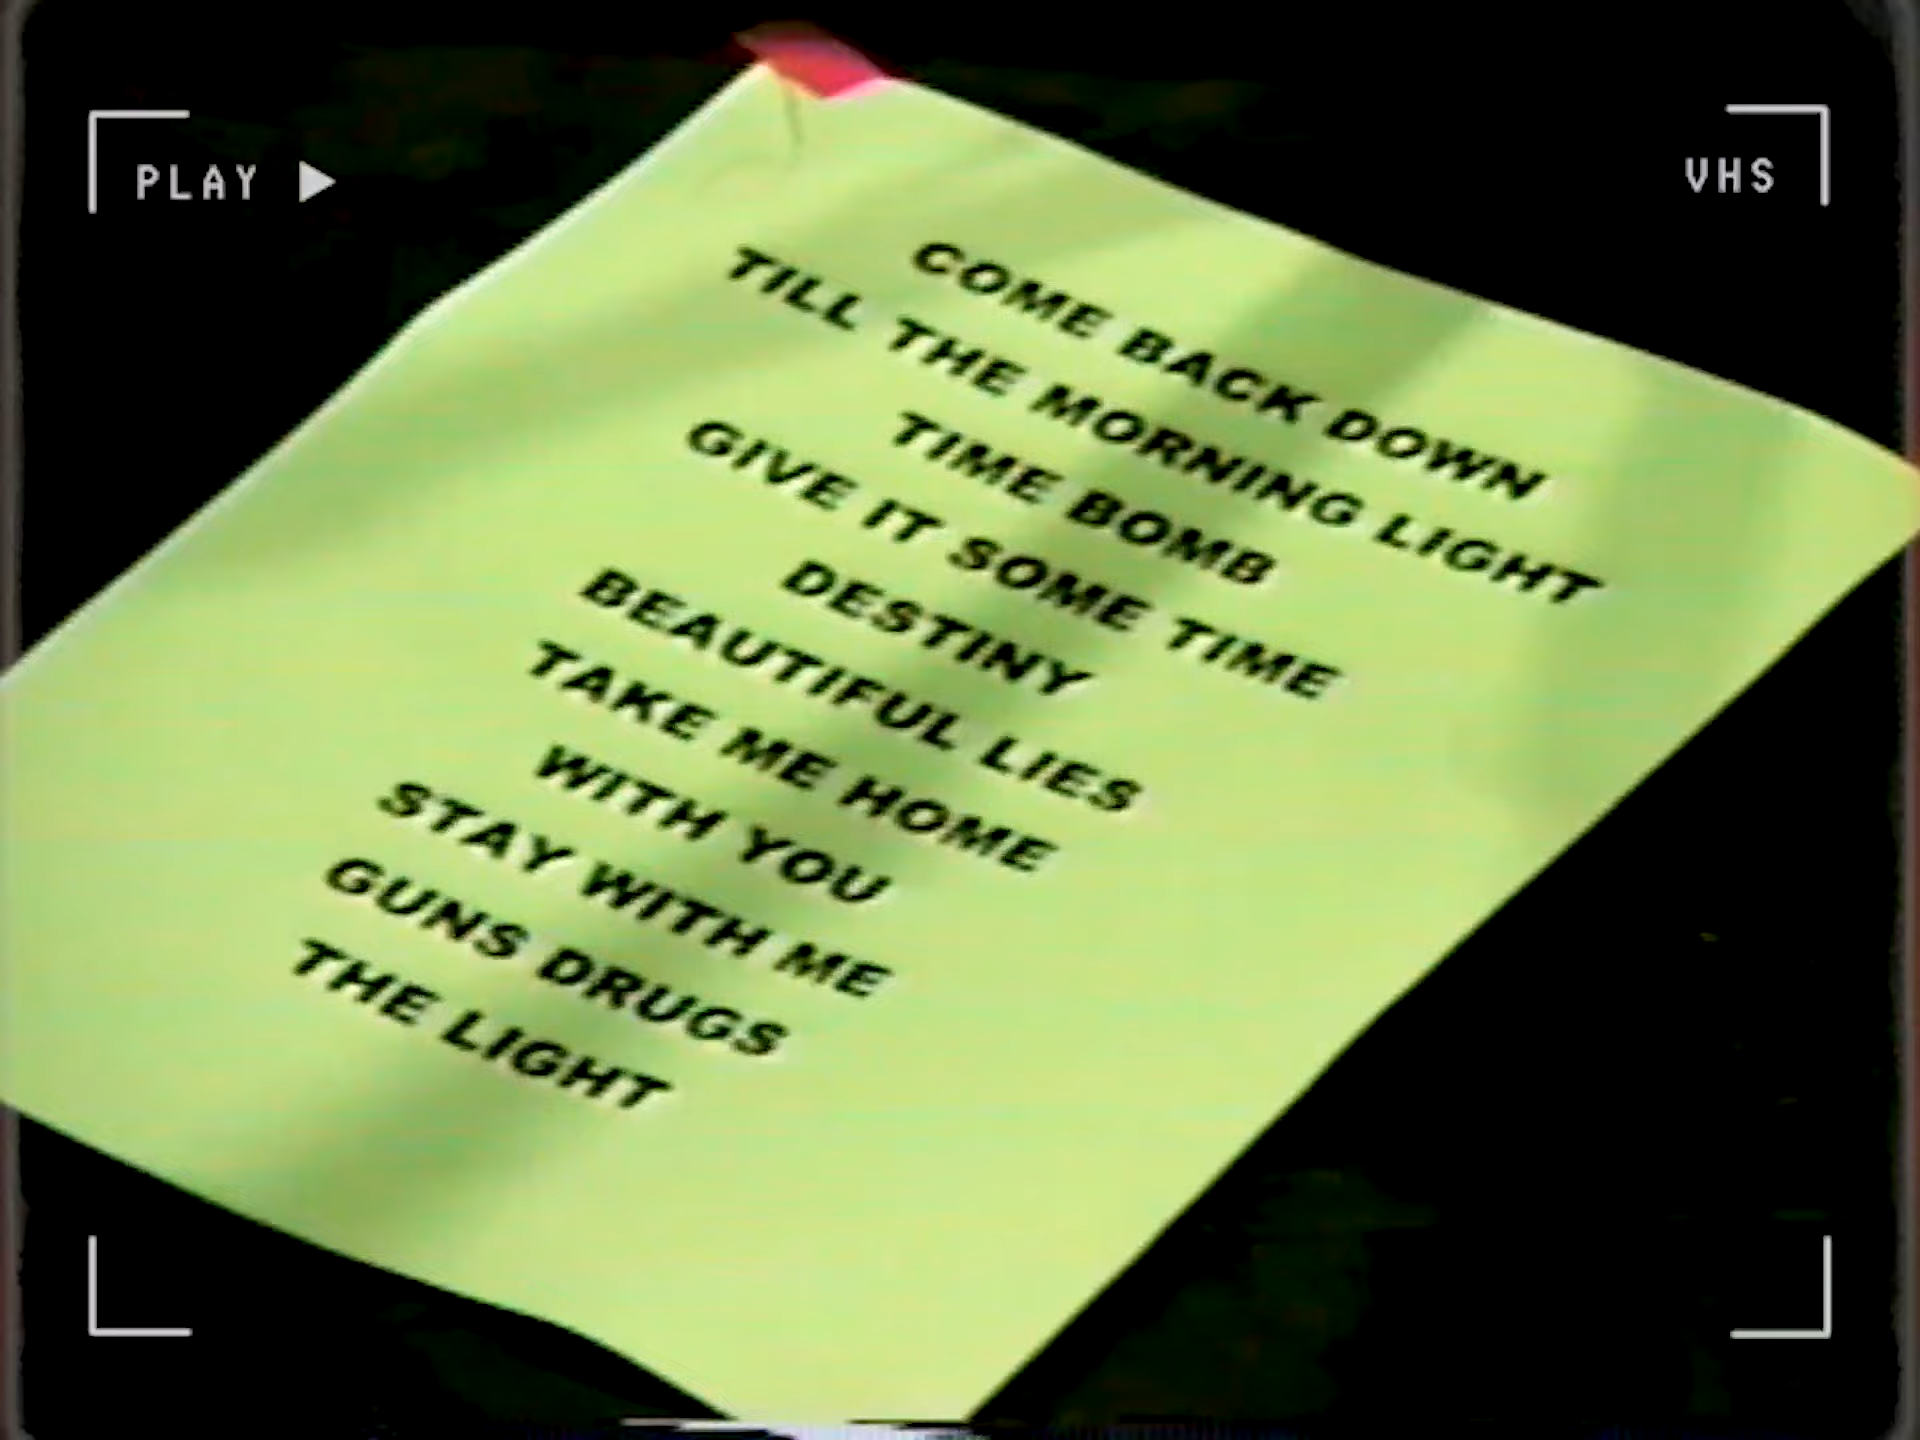 PLAY
VHS
COME BACK DOWN
TILL THE MORNING LIGHT
TIME BOMB
GIVE IT SOME TIME
DESTINY
BEAUTIFUL LIES
TAKE ME HOME
WITH YOU
STAY WITH ME
GUNS DRUGS
THE LIGHT